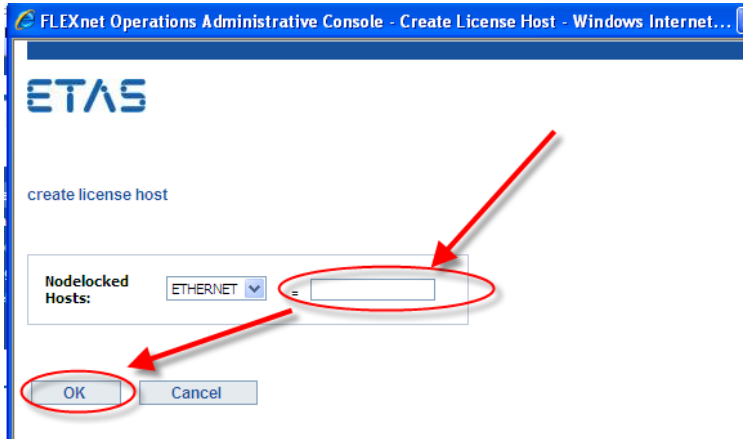 FLEXnet Operations Administrative Console - Create License Host - Windows Internet...
ETAS
create license host
Nodelocked
Hosts:
ETHERNET
=
OK
Cancel